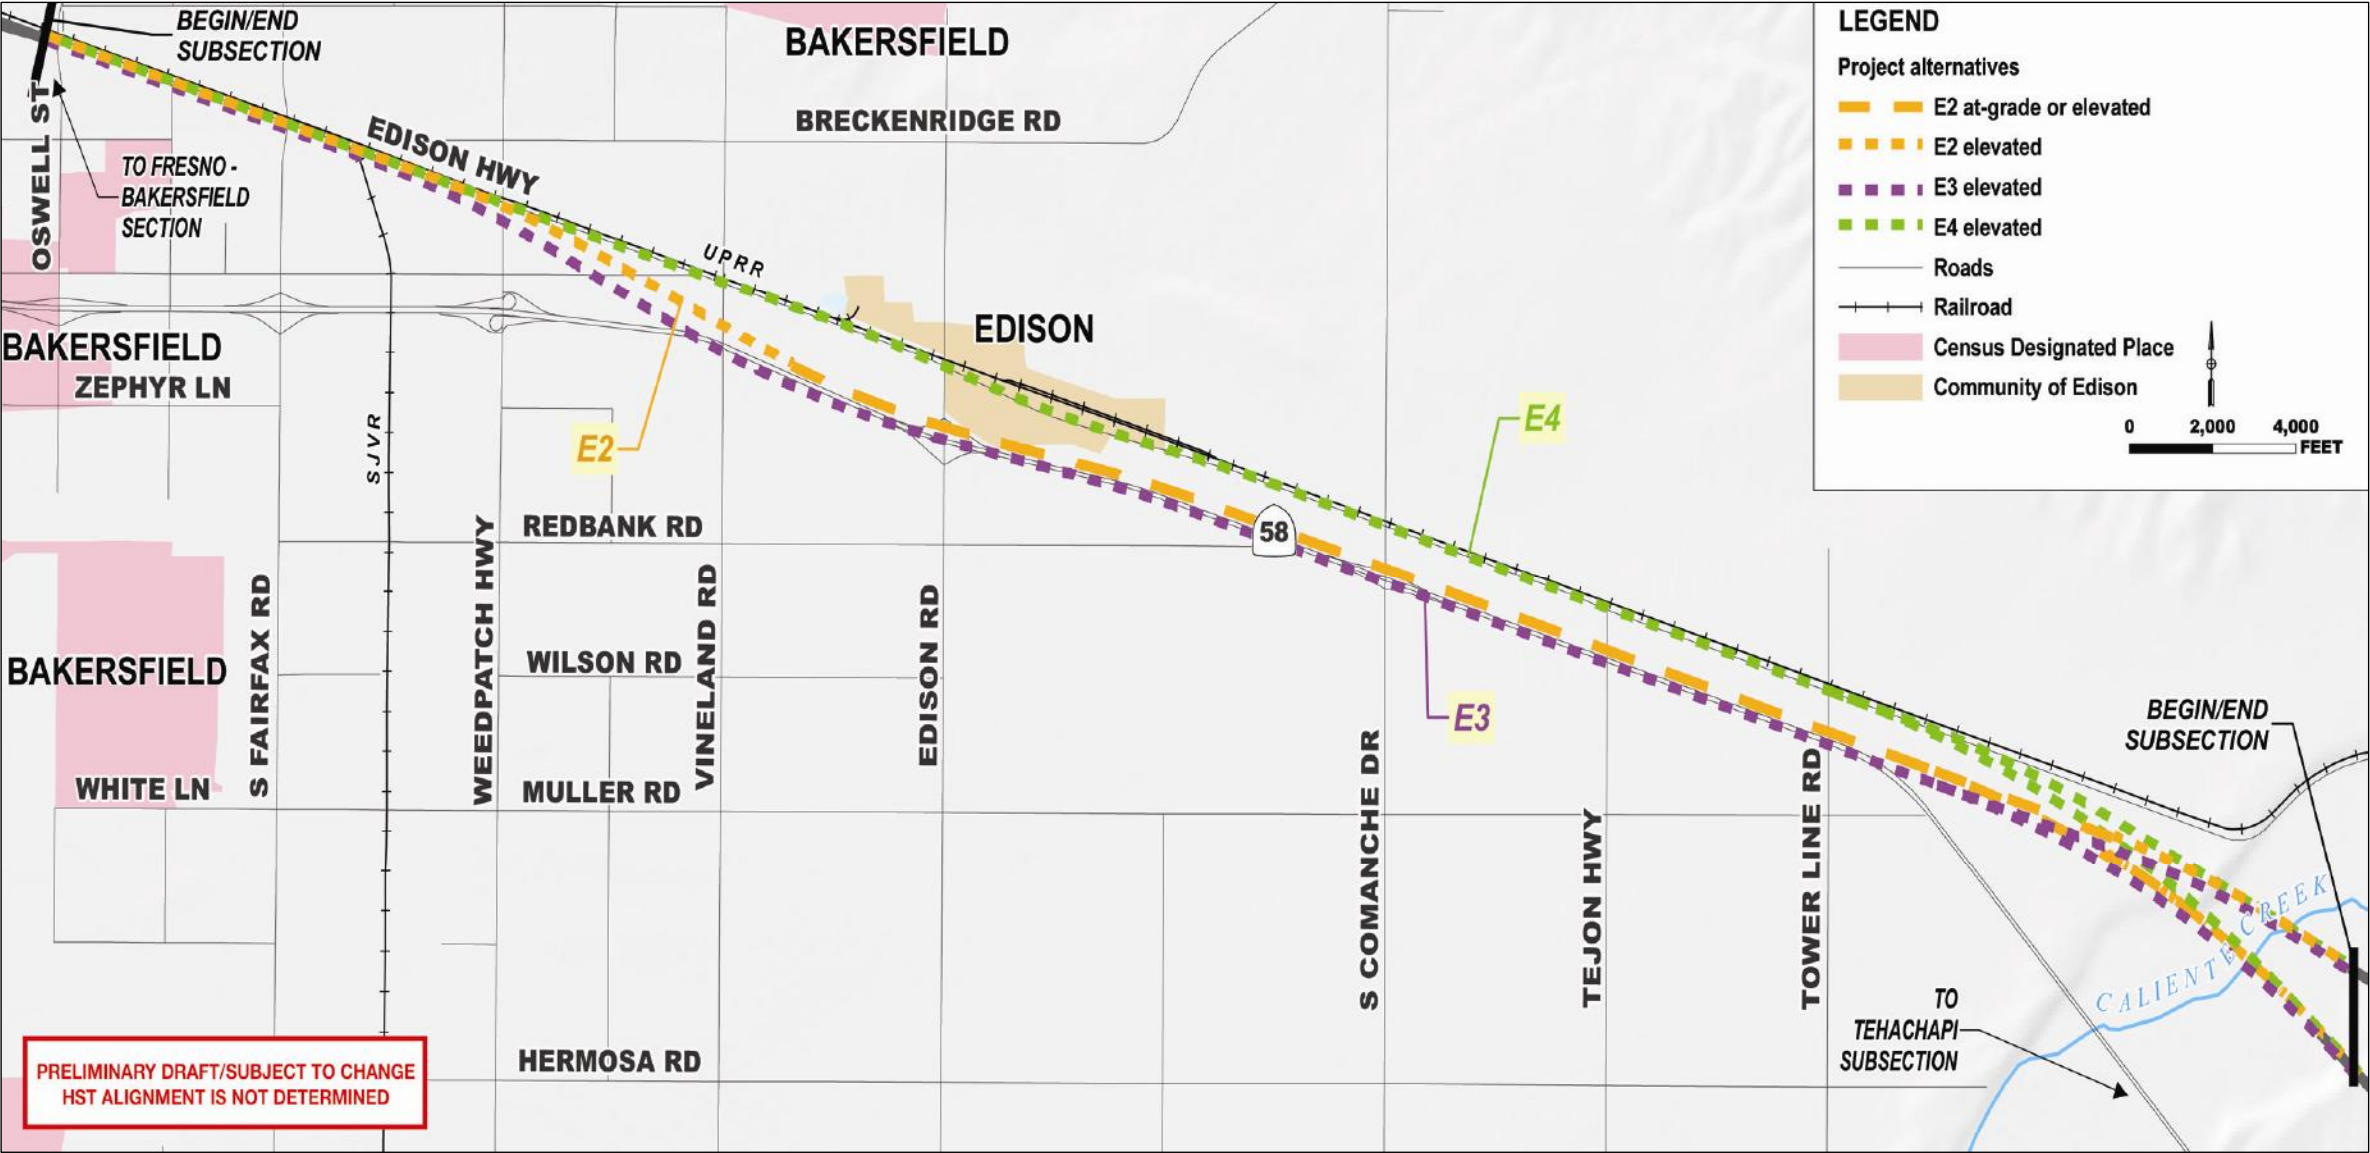 BEGIN/END
SUBSECTION
BAKERSFIELD
BRECKENRIDGE RD
EDISON HWY
OSWELL ST
TO FRESNO -
BAKERSFIELD
SECTION
UPRR
EDISON
BAKERSFIELD
ZEPHYR LN
SJVR
E2
E4
58
REDBANK RD
E3
WILSON RD
BAKERSFIELD
S FAIRFAX RD
WEEDPATCH HWY
VINELAND RD
EDISON RD
S COMANCHE DR
TEJON HWY
TOWER LINE RD
WHITE LN
MULLER RD
BEGIN/END
SUBSECTION
CALIENTE CREEK
TO
TEHACHAPI
SUBSECTION
HERMOSA RD
PRELIMINARY DRAFT/SUBJECT TO CHANGE
HST ALIGNMENT IS NOT DETERMINED
LEGEND
Project alternatives
E2 at-grade or elevated
E2 elevated
E3 elevated
E4 elevated
Roads
Railroad
Census Designated Place
Community of Edison
0 2,000 4,000
FEET